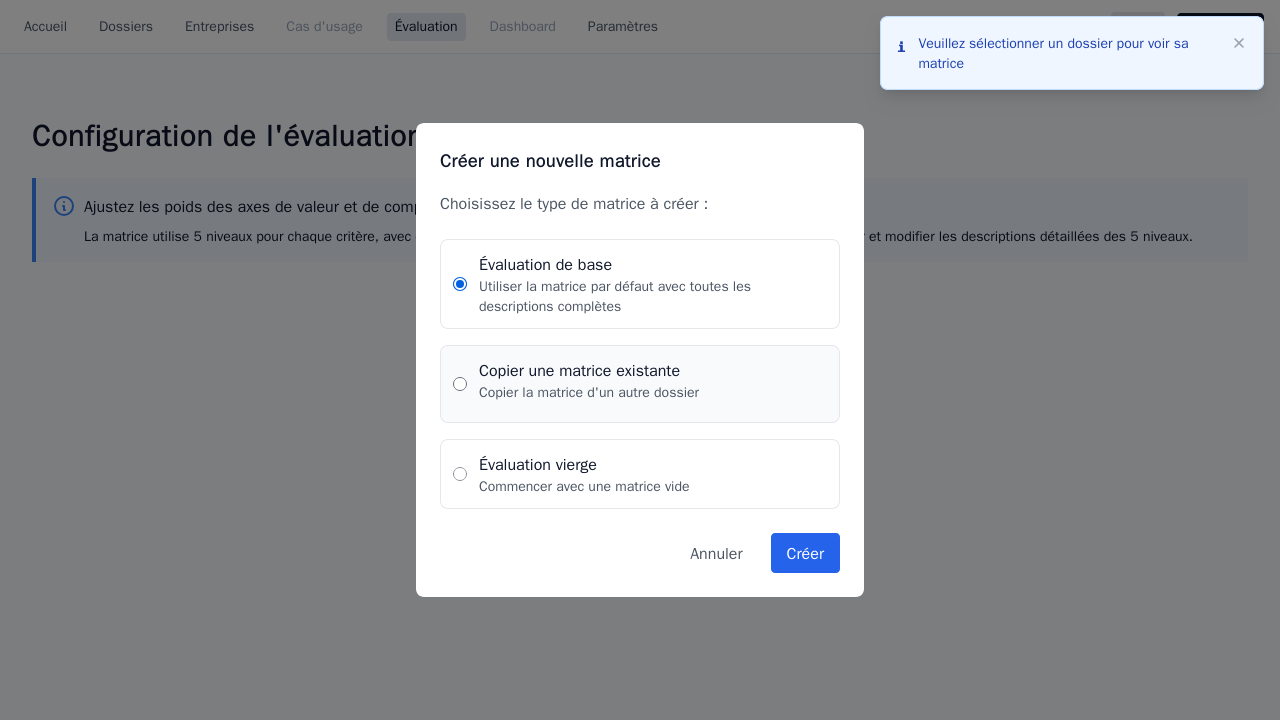 Accueil
Dossiers
Entreprises
Cas d'usage
Évaluation
Dashboard
Paramètres
Veuillez sélectionner un dossier pour voir sa
matrice
Configuration de l'évaluation
Ajustez les poids des axes de valeur et de
La matrice utilise 5 niveaux pour chaque critère, avec
et modifier les descriptions détaillées des 5 niveaux.
Créer une nouvelle matrice
Choisissez le type de matrice à créer :
Évaluation de base
Utiliser la matrice par défaut avec toutes les
descriptions complètes
Copier une matrice existante
Copier la matrice d'un autre dossier
Évaluation vierge
Commencer avec une matrice vide
Annuler
Créer